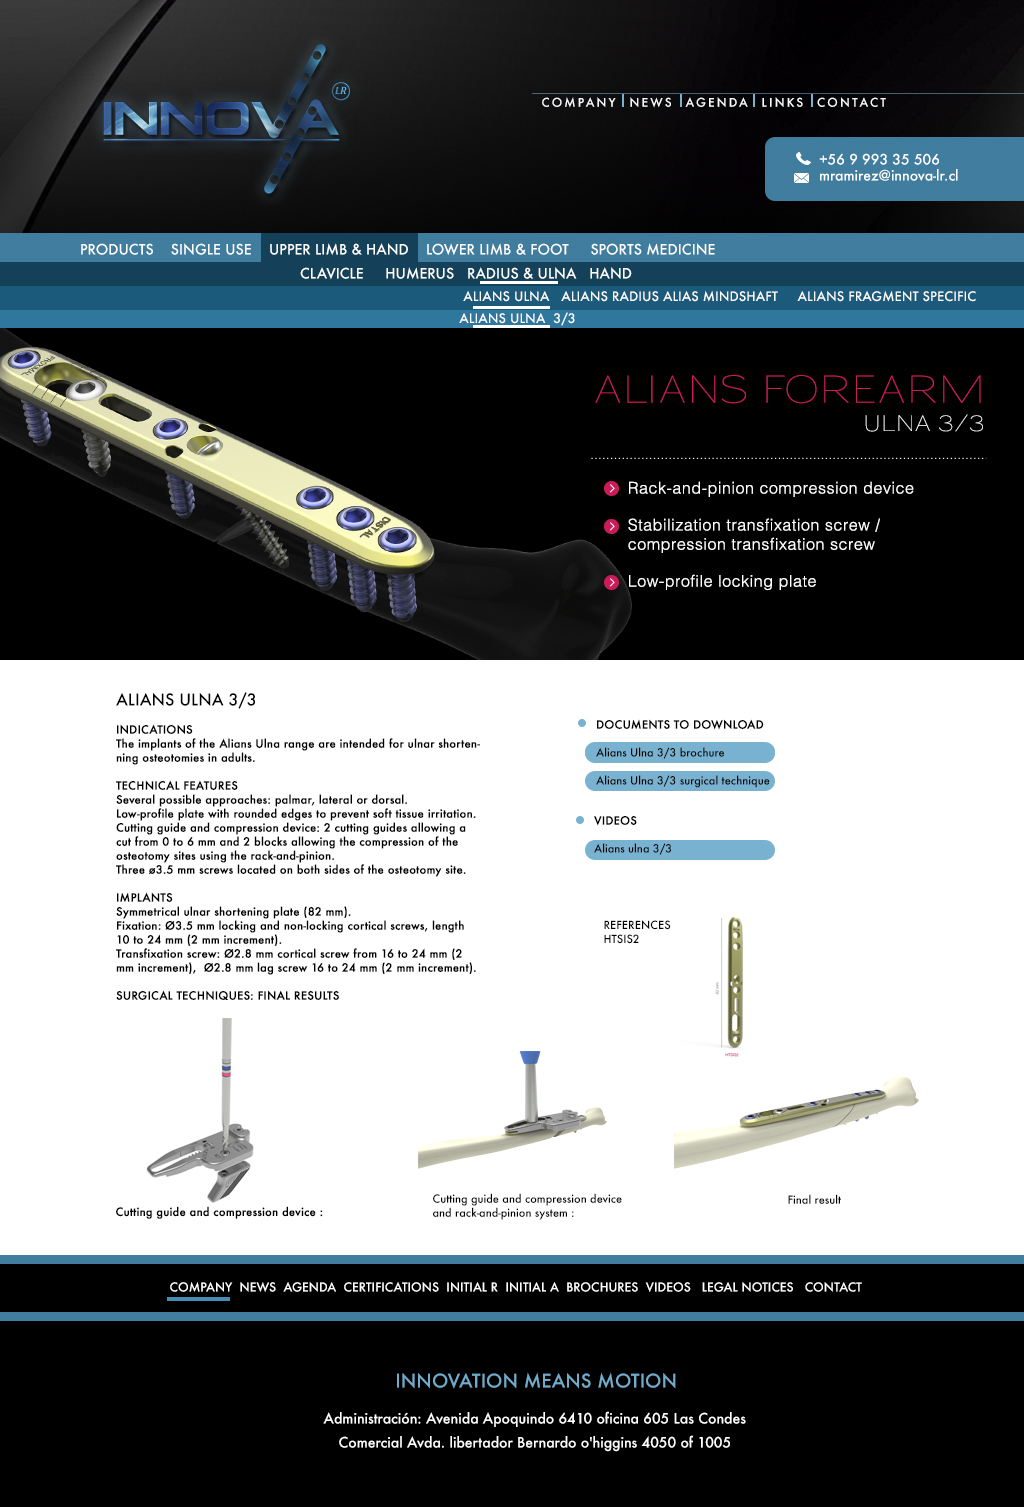 INNOVA LR
COMPANY NEWS AGENDA LINKS CONTACT
+56 9 993 35 506
mramirez@innova-lr.cl
PRODUCTS SINGLE USE UPPER LIMB & HAND LOWER LIMB & FOOT SPORTS MEDICINE
CLAVICLE HUMERUS RADIUS & ULNA HAND
ALIANS ULNA ALIANS RADIUS ALIAS MINDSHAFT ALIANS FRAGMENT SPECIFIC
ALIANS ULNA 3/3
PROXIMAL
DISTAL
ALIANS FOREARM
ULNA 3/3
Rack-and-pinion compression device
Stabilization transfixation screw /
compression transfixation screw
Low-profile locking plate
ALIANS ULNA 3/3
INDICATIONS
The implants of the Alians Ulna range are intended for ulnar shorten-
ning osteotomies in adults.
TECHNICAL FEATURES
Several possible approaches: palmar, lateral or dorsal.
Low-profile plate with rounded edges to prevent soft tissue irritation.
Cutting guide and compression device: 2 cutting guides allowing a
cut from 0 to 6 mm and 2 blocks allowing the compression of the
osteotomy sites using the rack-and-pinion.
Three ø3.5 mm screws located on both sides of the osteotomy site.
IMPLANTS
Symmetrical ulnar shortening plate (82 mm).
Fixation: Ø3.5 mm locking and non-locking cortical screws, length
10 to 24 mm (2 mm increment).
Transfixation screw: Ø2.8 mm cortical screw from 16 to 24 mm (2
mm increment), Ø2.8 mm lag screw 16 to 24 mm (2 mm increment).
SURGICAL TECHNIQUES: FINAL RESULTS
DOCUMENTS TO DOWNLOAD
Alians Ulna 3/3 brochure
Alians Ulna 3/3 surgical technique
VIDEOS
Alians ulna 3/3
REFERENCES
HTSIS2
Cutting guide and compression device :
Cutting guide and compression device
and rack-and-pinion system :
Final result
COMPANY NEWS AGENDA CERTIFICATIONS INITIAL R INITIAL A BROCHURES VIDEOS LEGAL NOTICES CONTACT
INNOVATION MEANS MOTION
Administración: Avenida Apoquindo 6410 oficina 605 Las Condes
Comercial Avda. libertador Bernardo o'higgins 4050 of 1005